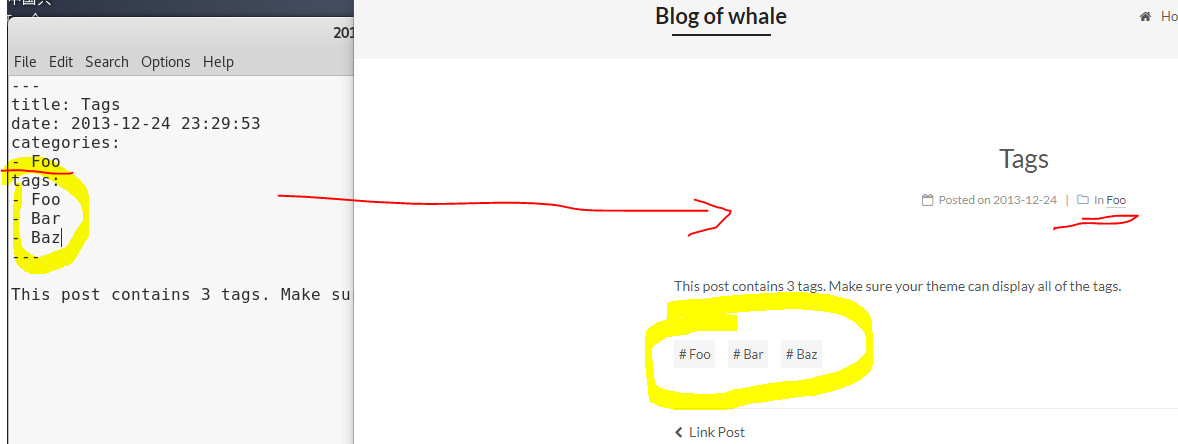 中國共
201
File Edit Search Options Help
---
title: Tags
date: 2013-12-24 23:29:53
categories:
- Foo
tags:
- Foo
- Bar
- Baz
---
This post contains 3 tags. Make su
Blog of whale
Ho
Tags
Posted on 2013-12-24 | In Foo
This post contains 3 tags. Make sure your theme can display all of the tags.
# Foo # Bar # Baz
Link Post